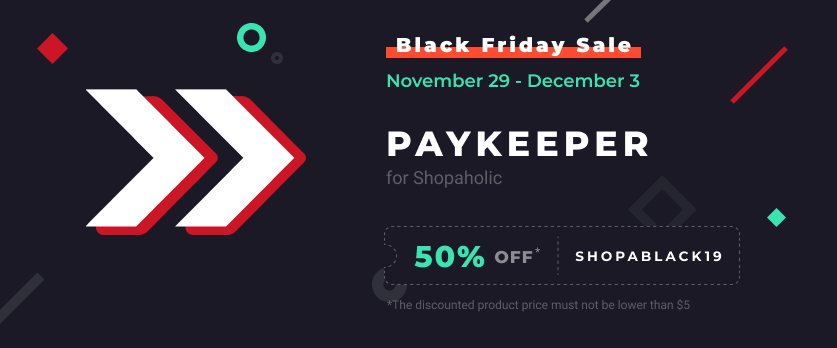 Black Friday Sale
November 29 - December 3
PAYKEEPER
for Shopaholic
50% OFF* SHOPABLACK19
*The discounted product price must not be lower than $5